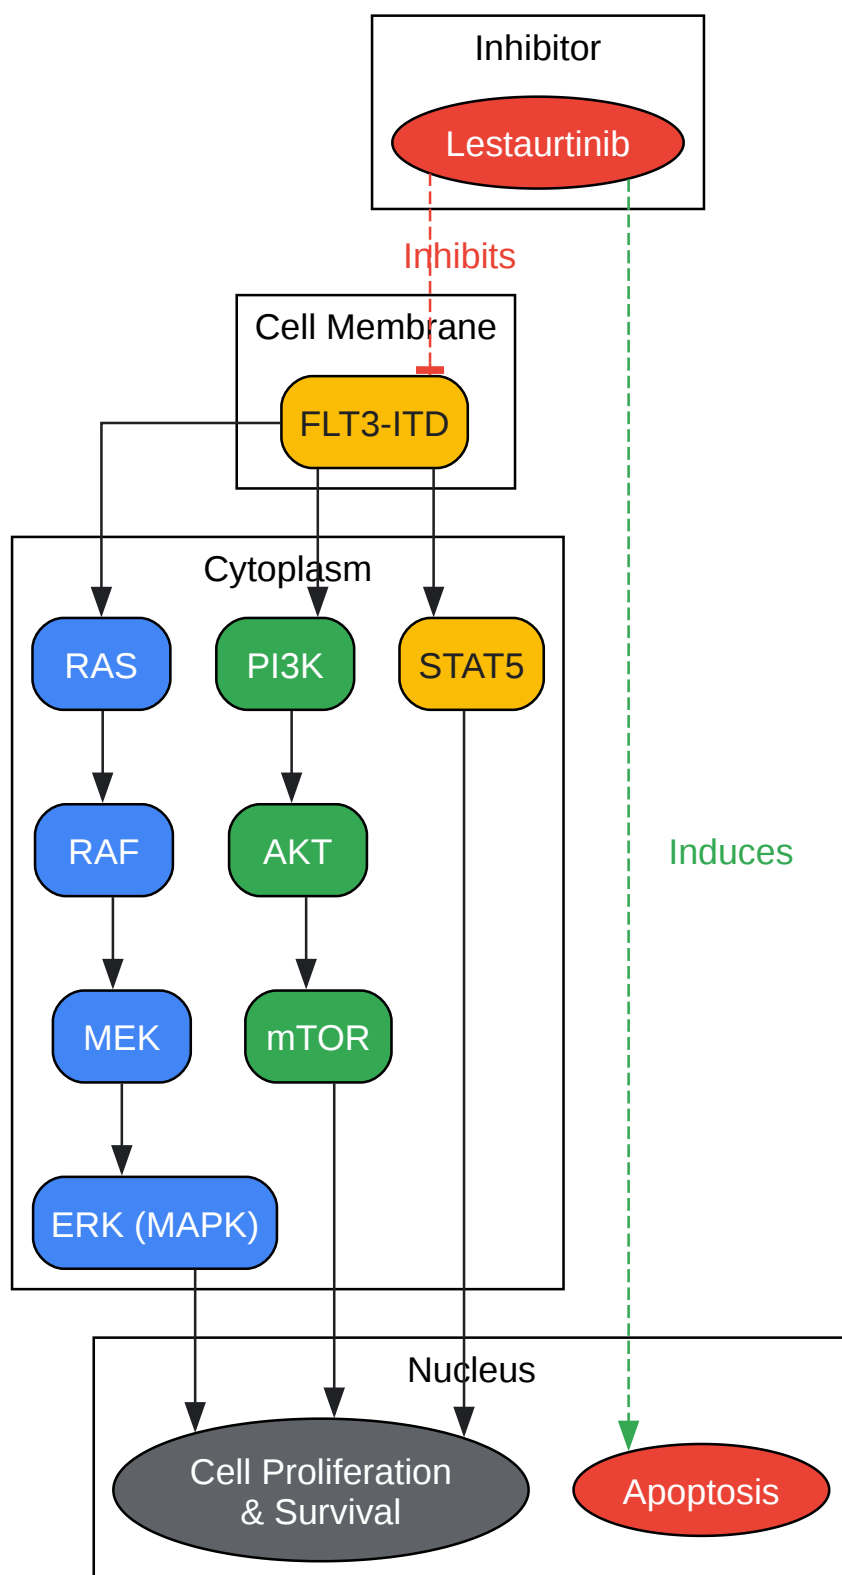 Inhibitor
Lestaurtinib
Inhibits
Cell Membrane
FLT3-ITD
Cytoplasm
RAS
PI3K
STAT5
RAF
AKT
Induces
MEK
mTOR
ERK (MAPK)
Nucleus
Cell Proliferation
& Survival
Apoptosis